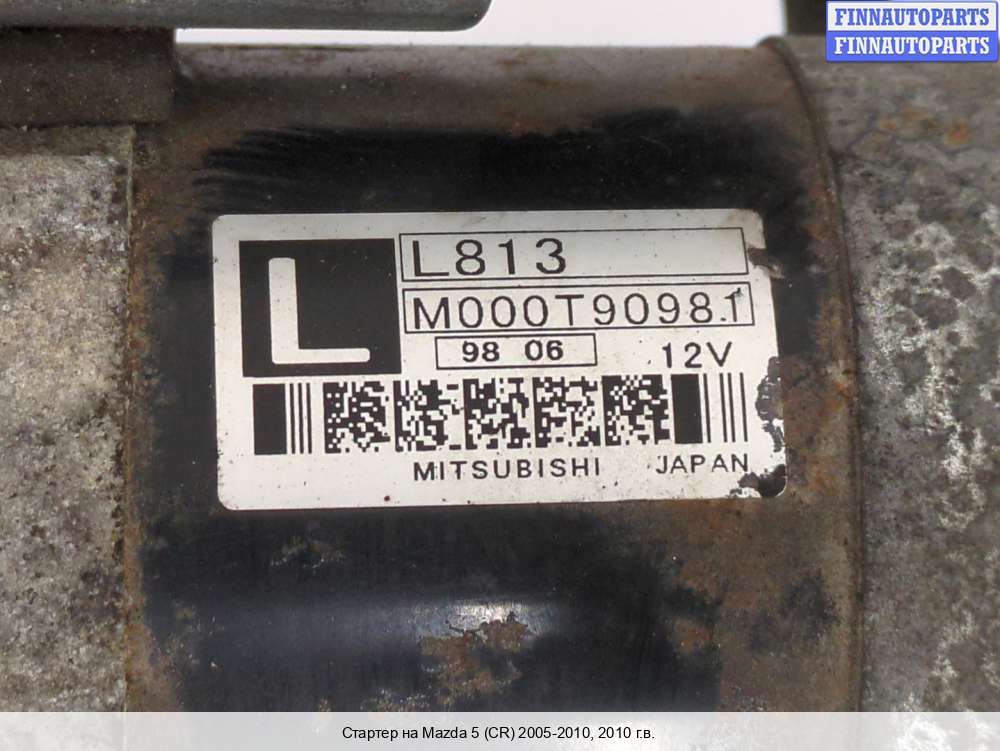 FINNAUTOPARTS
FINNAUTOPARTS
L
L813
M000T90981
98 06
12V
MITSUBISHI JAPAN
Стартер на Mazda 5 (CR) 2005-2010, 2010 г.в.